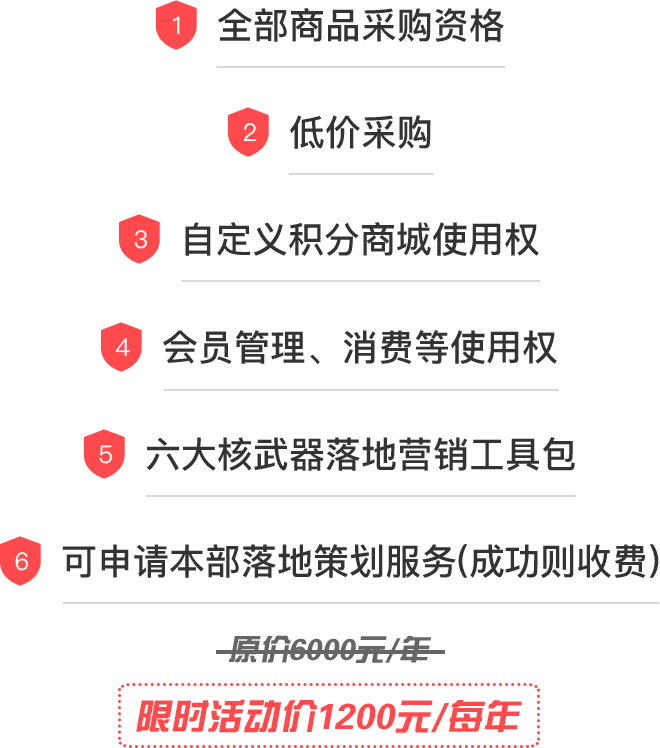 1 全部商品采购资格
2 低价采购
3 自定义积分商城使用权
4 会员管理、消费等使用权
5 六大核武器落地营销工具包
6 可申请本部落地策划服务(成功则收费)
原价6000元/年
限时活动价1200元/每年